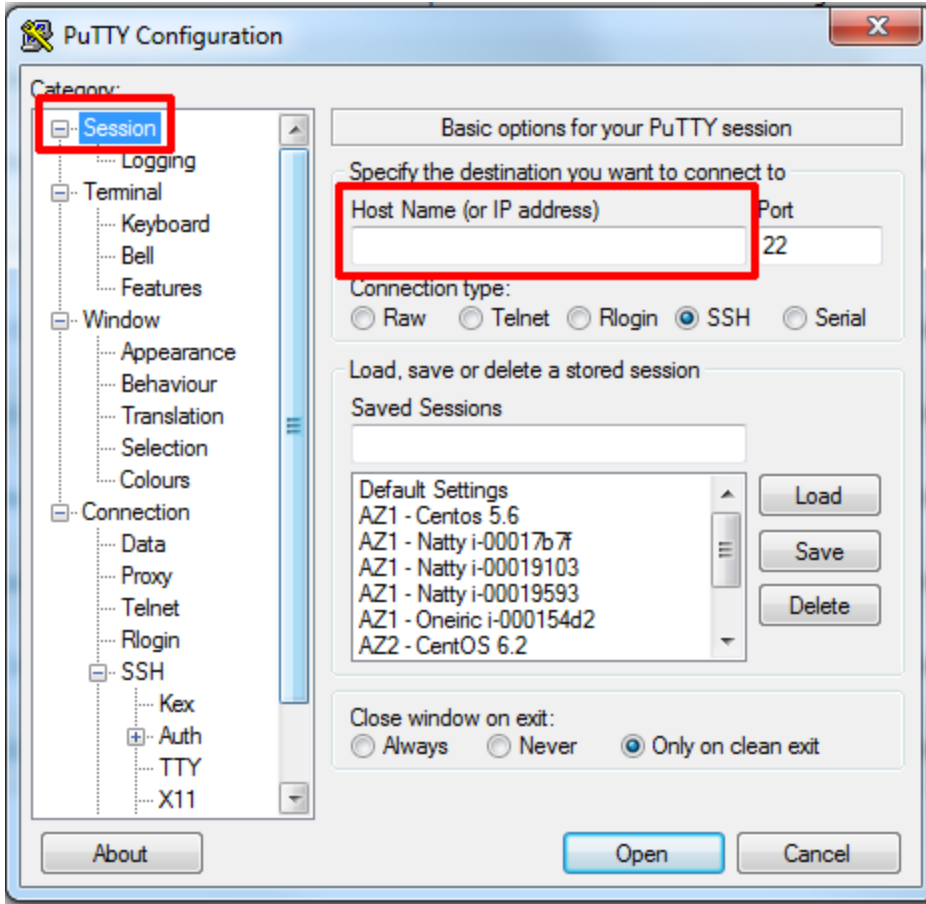 PuTTY Configuration
Category:
Session
Logging
Terminal
Keyboard
Bell
Features
Window
Appearance
Behaviour
Translation
Selection
Colours
Connection
Data
Proxy
Telnet
Rlogin
SSH
Kex
Auth
TTY
X11
Basic options for your PuTTY session
Specify the destination you want to connect to
Host Name (or IP address) Port
22
Connection type:
Raw Telnet Rlogin SSH Serial
Load, save or delete a stored session
Saved Sessions
Default Settings
AZ1 - Centos 5.6
AZ1 - Natty i-00017b7f
AZ1 - Natty i-00019103
AZ1 - Natty i-00019593
AZ1 - Oneiric i-000154d2
AZ2 - CentOS 6.2
Load
Save
Delete
Close window on exit:
Always Never Only on clean exit
About Open Cancel